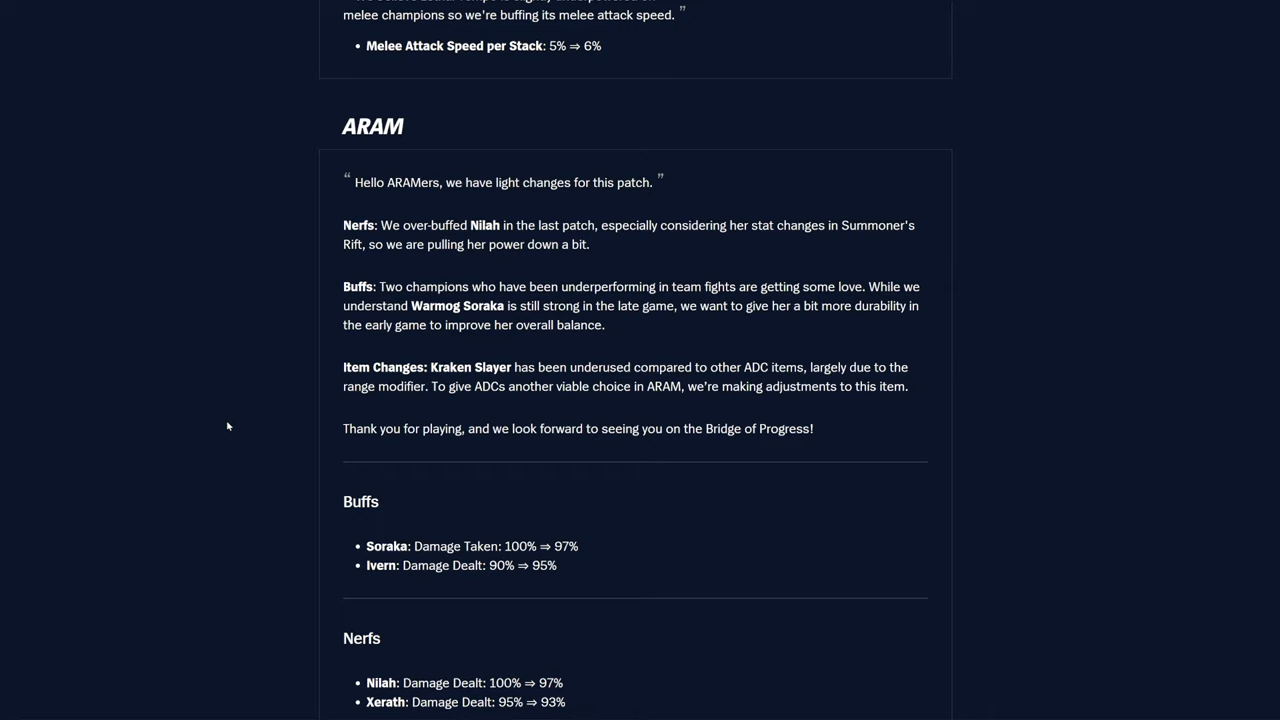 melee champions so we're buffing its melee attack speed. ”
• Melee Attack Speed per Stack: 5% ⇒ 6%
ARAM
“ Hello ARAMers, we have light changes for this patch. ”
Nerfs: We over-buffed Nilah in the last patch, especially considering her stat changes in Summoner's
Rift, so we are pulling her power down a bit.
Buffs: Two champions who have been underperforming in team fights are getting some love. While we
understand Warmog Soraka is still strong in the late game, we want to give her a bit more durability in
the early game to improve her overall balance.
Item Changes: Kraken Slayer has been underused compared to other ADC items, largely due to the
range modifier. To give ADCs another viable choice in ARAM, we're making adjustments to this item.
Thank you for playing, and we look forward to seeing you on the Bridge of Progress!
Buffs
• Soraka: Damage Taken: 100% ⇒ 97%
• Ivern: Damage Dealt: 90% ⇒ 95%
Nerfs
• Nilah: Damage Dealt: 100% ⇒ 97%
• Xerath: Damage Dealt: 95% ⇒ 93%